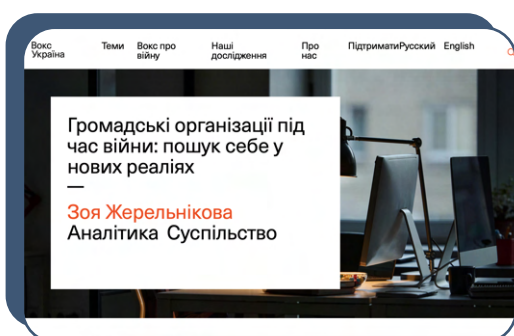 Вокс Україна
Теми
Вокс про війну
Наші дослідження
Про нас
Підтримати
Русский
English
Громадські організації під
час війни: пошук себе у
нових реаліях
Зоя Жерельнікова
Аналітика Суспільство